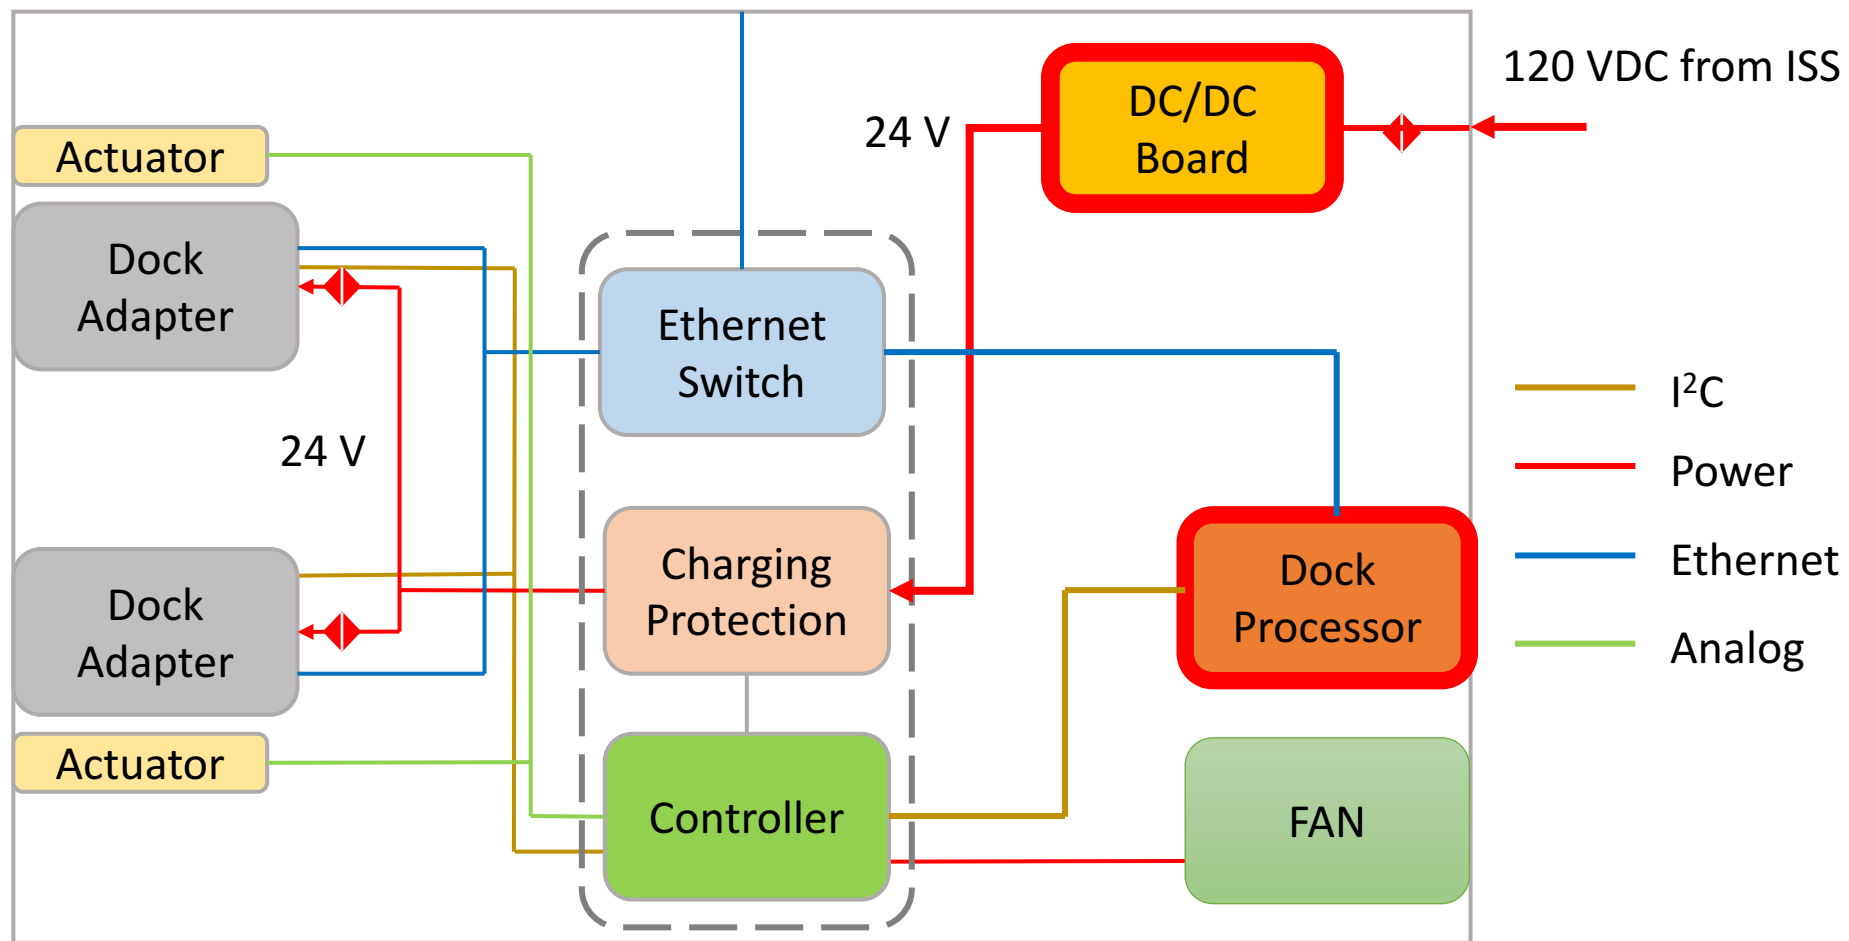 120 VDC from ISS
DC/DC
Board
24 V
Actuator
Dock
Adapter
Ethernet
Switch
24 V
I²C
Power
Ethernet
Analog
Charging
Protection
Dock
Processor
Dock
Adapter
Actuator
Controller
FAN